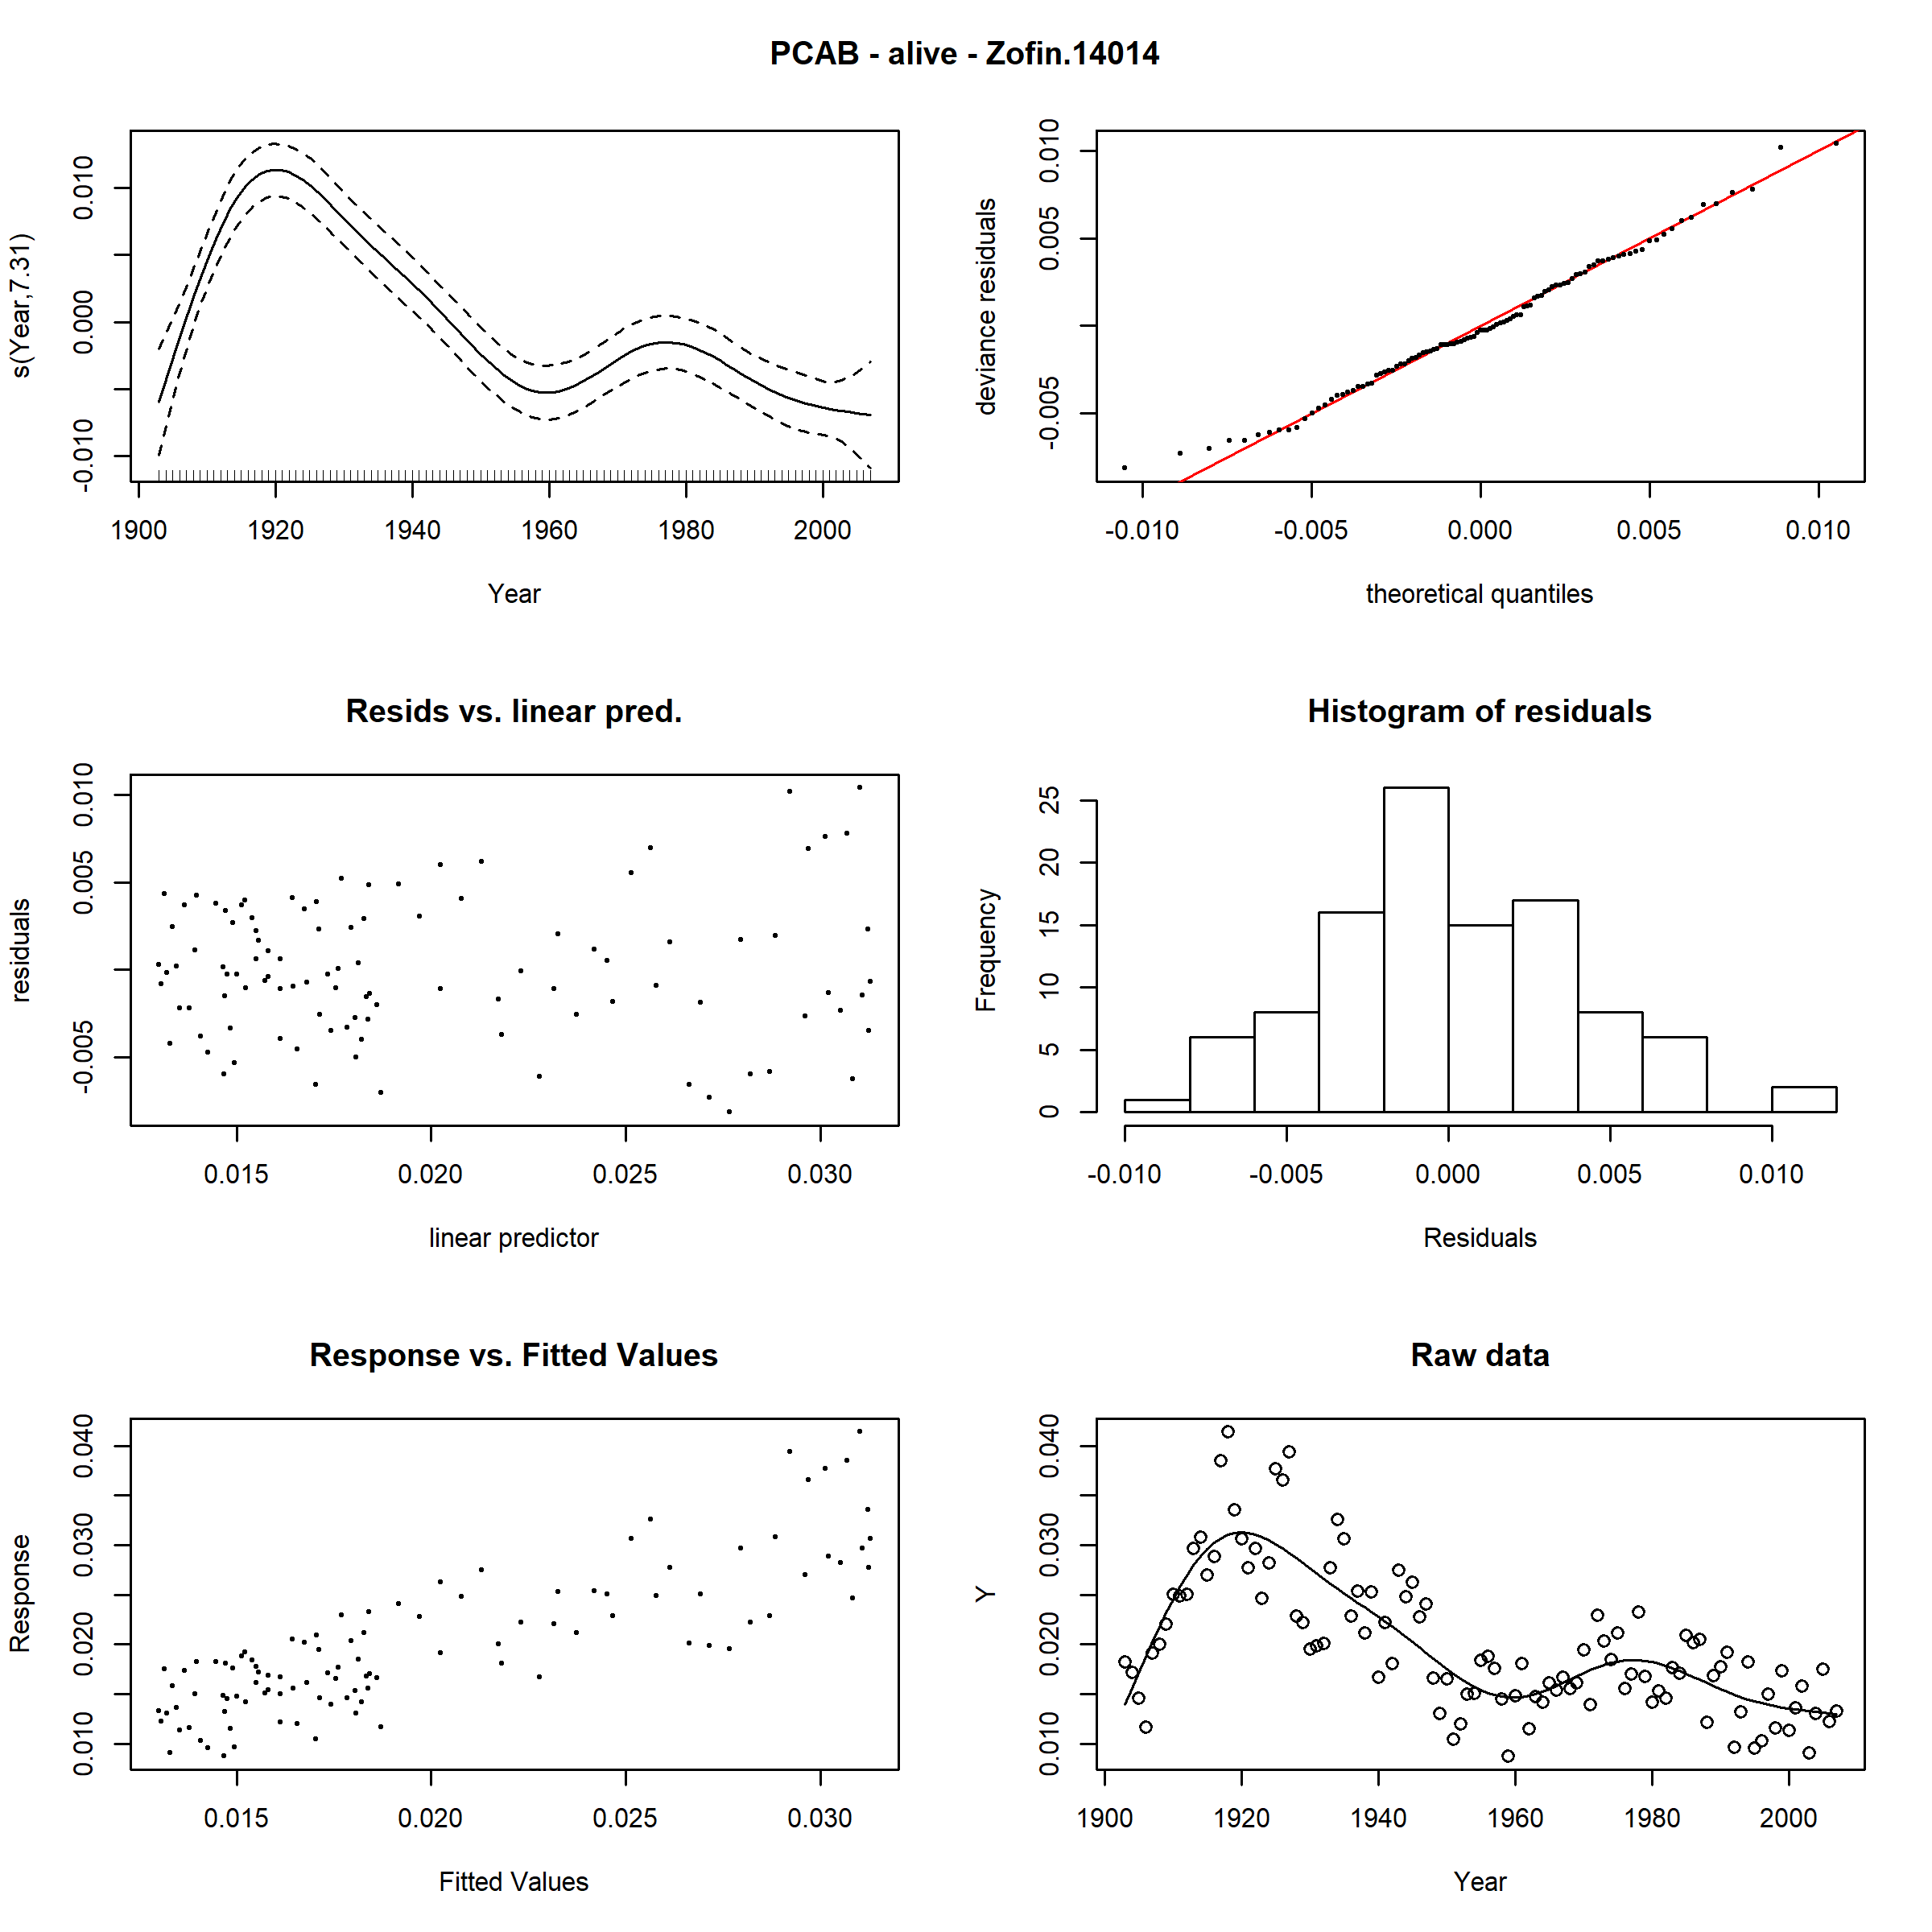 PCAB - alive - Zofin.14014
s(Year,7.31)
-0.010 0.000 0.010
1900 1920 1940 1960 1980 2000
Year
deviance residuals
-0.005 0.005 0.010
-0.010 -0.005 0.000 0.005 0.010
theoretical quantiles
Resids vs. linear pred.
residuals
-0.005 0.005 0.010
0.015 0.020 0.025 0.030
linear predictor
Histogram of residuals
Frequency
0 5 10 15 20 25
-0.010 -0.005 0.000 0.005 0.010
Residuals
Response vs. Fitted Values
Response
0.010 0.020 0.030 0.040
0.015 0.020 0.025 0.030
Fitted Values
Raw data
Y
0.010 0.020 0.030 0.040
1900 1920 1940 1960 1980 2000
Year